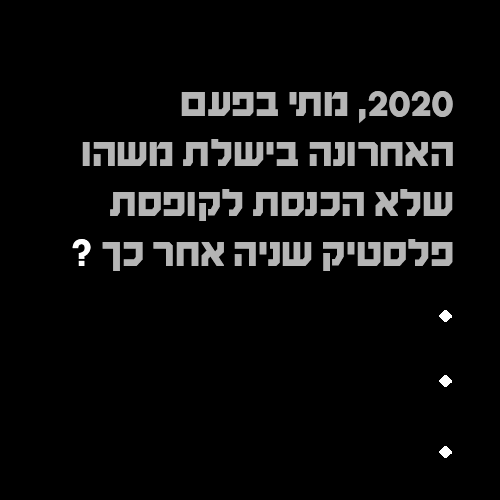 2020, מתי בפעם
האחרונה בישלת משהו
שלא הכנסת לקופסת
פלסטיק שניה אחר כך ?